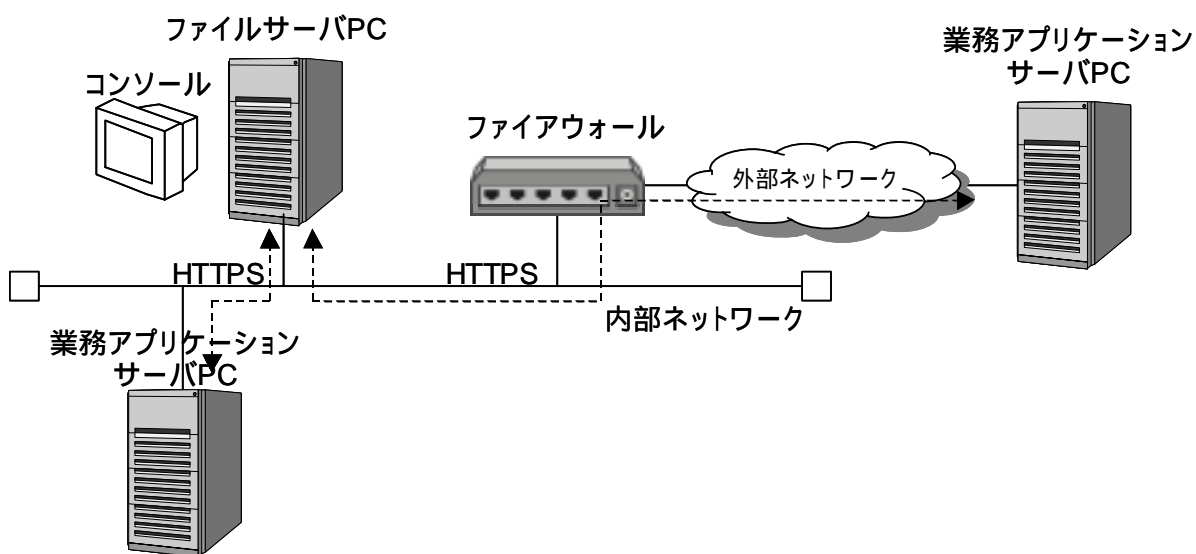 ファイルサーバPC
業務アプリケーション
サーバPC
コンソール
ファイアウォール
外部ネットワーク
HTTPS
HTTPS
内部ネットワーク
業務アプリケーション
サーバPC